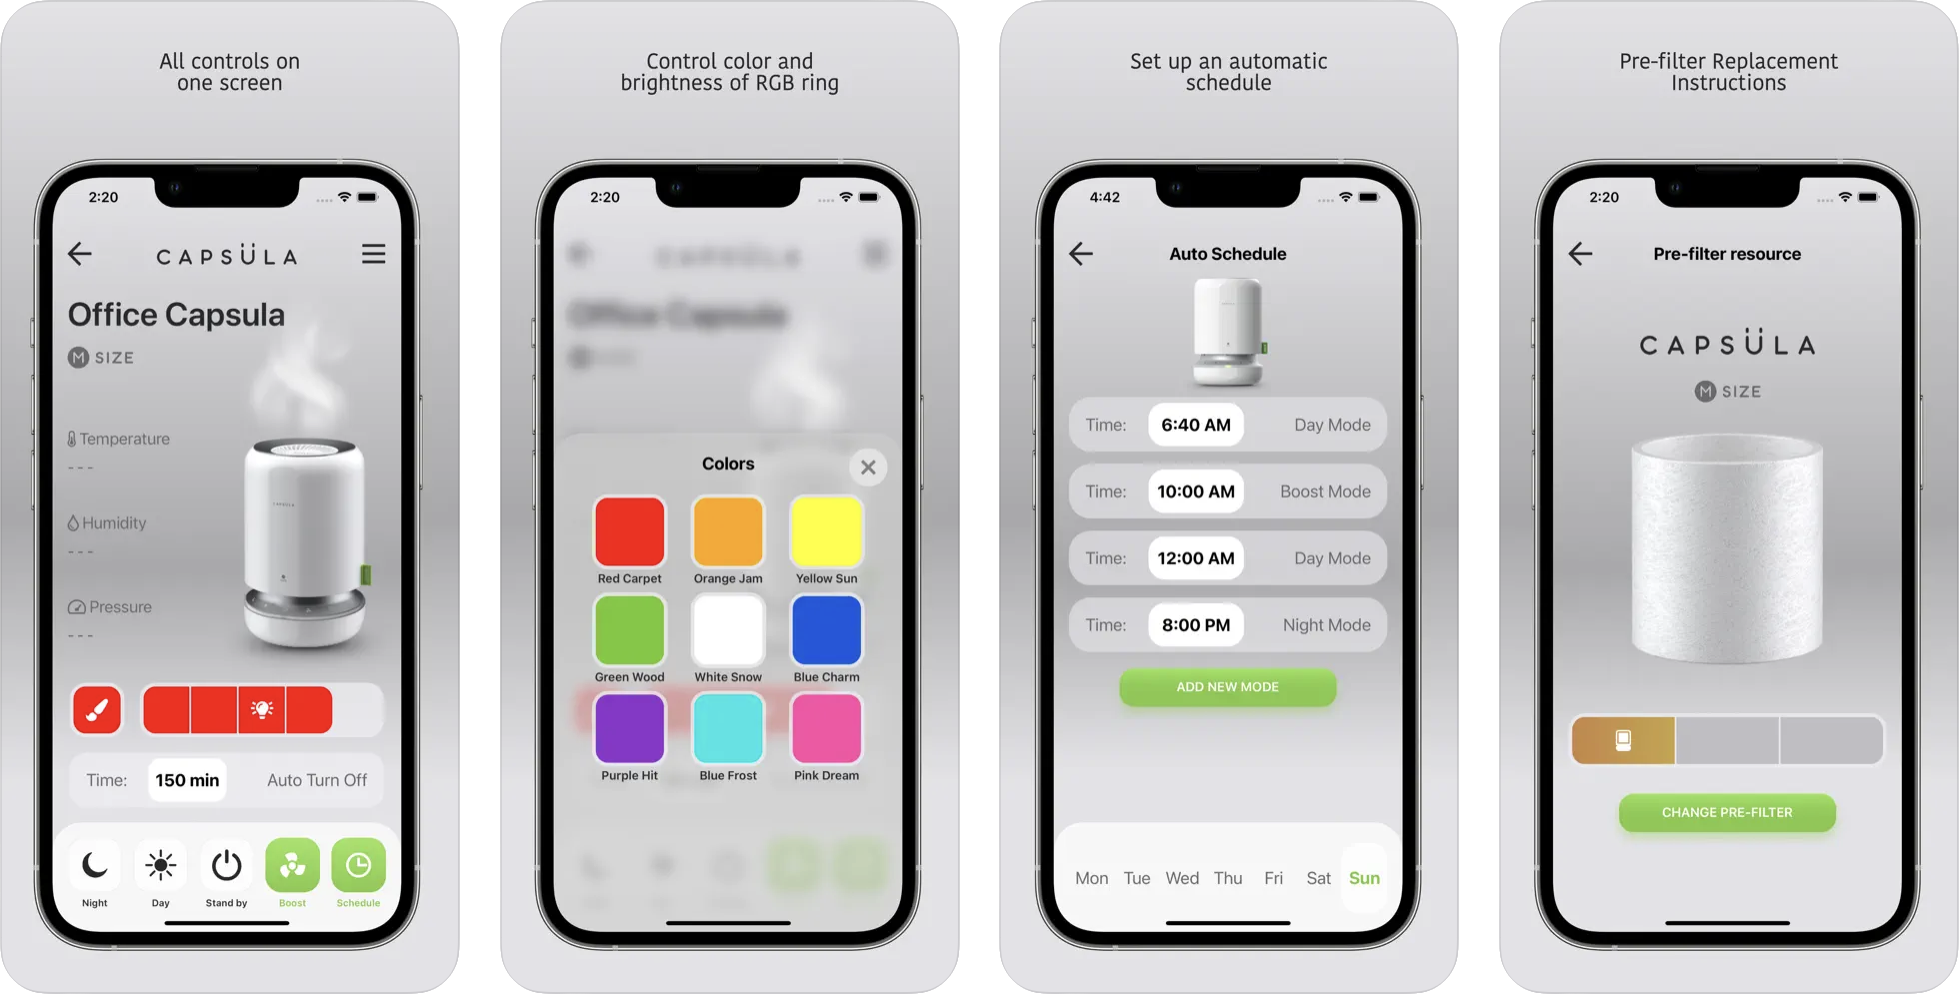 All controls on
one screen
2:20
CAPSÜLA
Office Capsula
M SIZE
Temperature
---
Humidity
---
Pressure
---
CAPSÜLA
Time: 150 min Auto Turn Off
Night Day Stand by Boost Schedule
Control color and
brightness of RGB ring
2:20
CAPSÜLA
Office Capsula
Colors
Red Carpet Orange Jam Yellow Sun
Green Wood White Snow Blue Charm
Purple Hit Blue Frost Pink Dream
Set up an automatic
schedule
4:42
Auto Schedule
Time: 6:40 AM Day Mode
Time: 10:00 AM Boost Mode
Time: 12:00 AM Day Mode
Time: 8:00 PM Night Mode
ADD NEW MODE
Mon Tue Wed Thu Fri Sat Sun
Pre-filter Replacement
Instructions
2:20
Pre-filter resource
CAPSÜLA
M SIZE
CHANGE PRE-FILTER